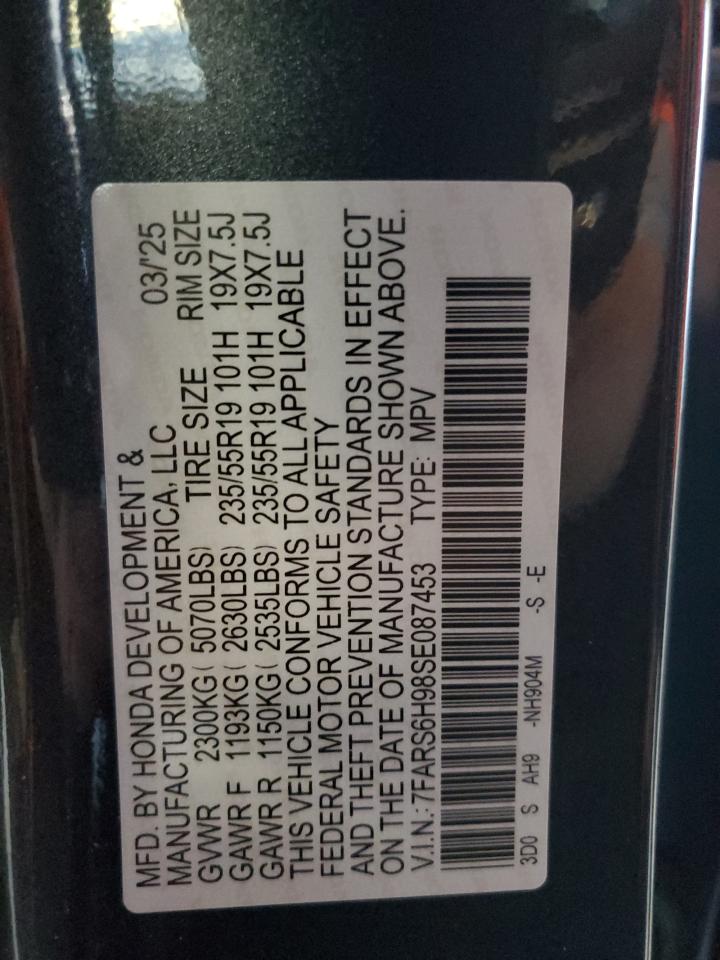 MFD. BY HONDA DEVELOPMENT &
MANUFACTURING OF AMERICA, LLC 03/'25
GVWR 2300KG( 5070LBS) TIRE SIZE RIM SIZE
GAWR F 1193KG( 2630LBS) 235/55R19 101H 19X7.5J
GAWR R 1150KG( 2535LBS) 235/55R19 101H 19X7.5J
THIS VEHICLE CONFORMS TO ALL APPLICABLE
FEDERAL MOTOR VEHICLE SAFETY
AND THEFT PREVENTION STANDARDS IN EFFECT
ON THE DATE OF MANUFACTURE SHOWN ABOVE.
V.I.N.: 7FARS6H98SE087453 TYPE: MPV
3D0 S AH9 -NH904M -S -E